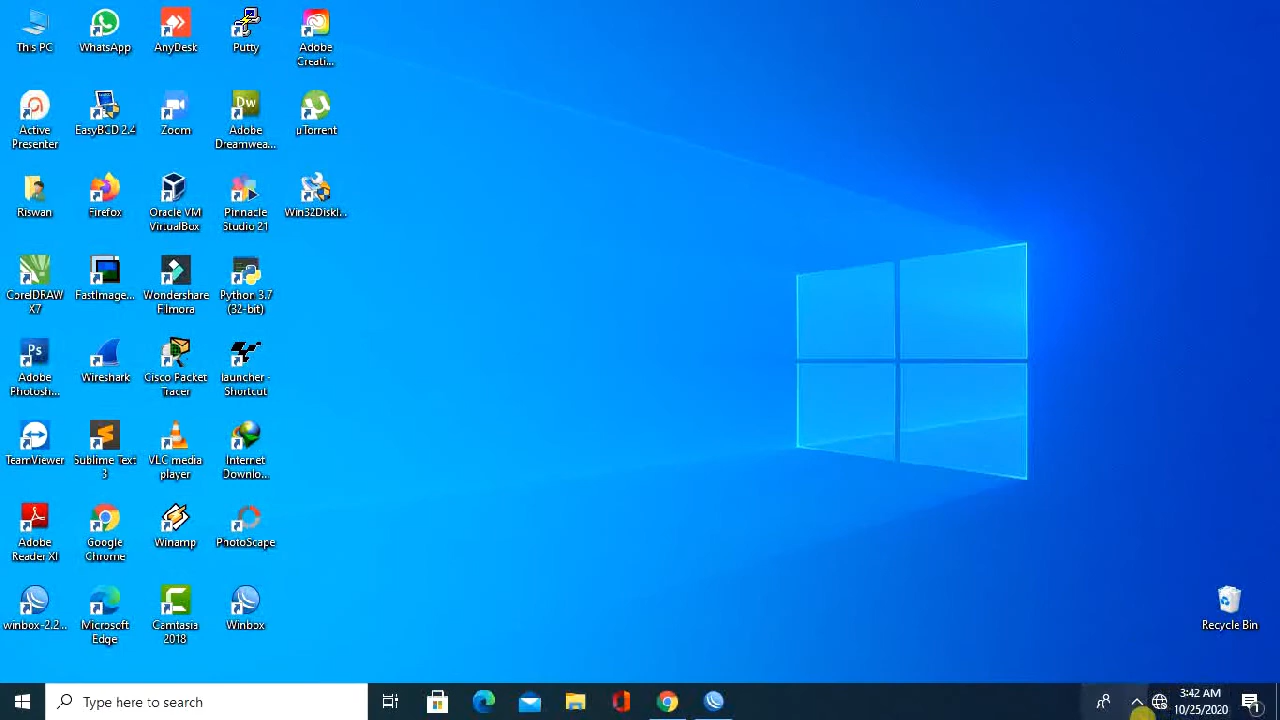 This PC
WhatsApp
AnyDesk
Putty
Adobe
Creati...
Active
Presenter
EasyBCD 2.4
Zoom
Adobe
Dreamwea...
µTorrent
Riswan
Firefox
Oracle VM
VirtualBox
Pinnacle
Studio 21
Win32DiskI...
CorelDRAW
X7
FastImage...
Wondershare
Filmora
Python 3.7
(32-bit)
Adobe
Photosh...
Wireshark
Cisco Packet
Tracer
launcher -
Shortcut
TeamViewer
Sublime Text
3
VLC media
player
Internet
Downlo...
Adobe
Reader XI
Google
Chrome
Winamp
PhotoScape
winbox-2.2...
Microsoft
Edge
Camtasia
2018
Winbox
Recycle Bin
Type here to search
3:42 AM
10/25/2020
1